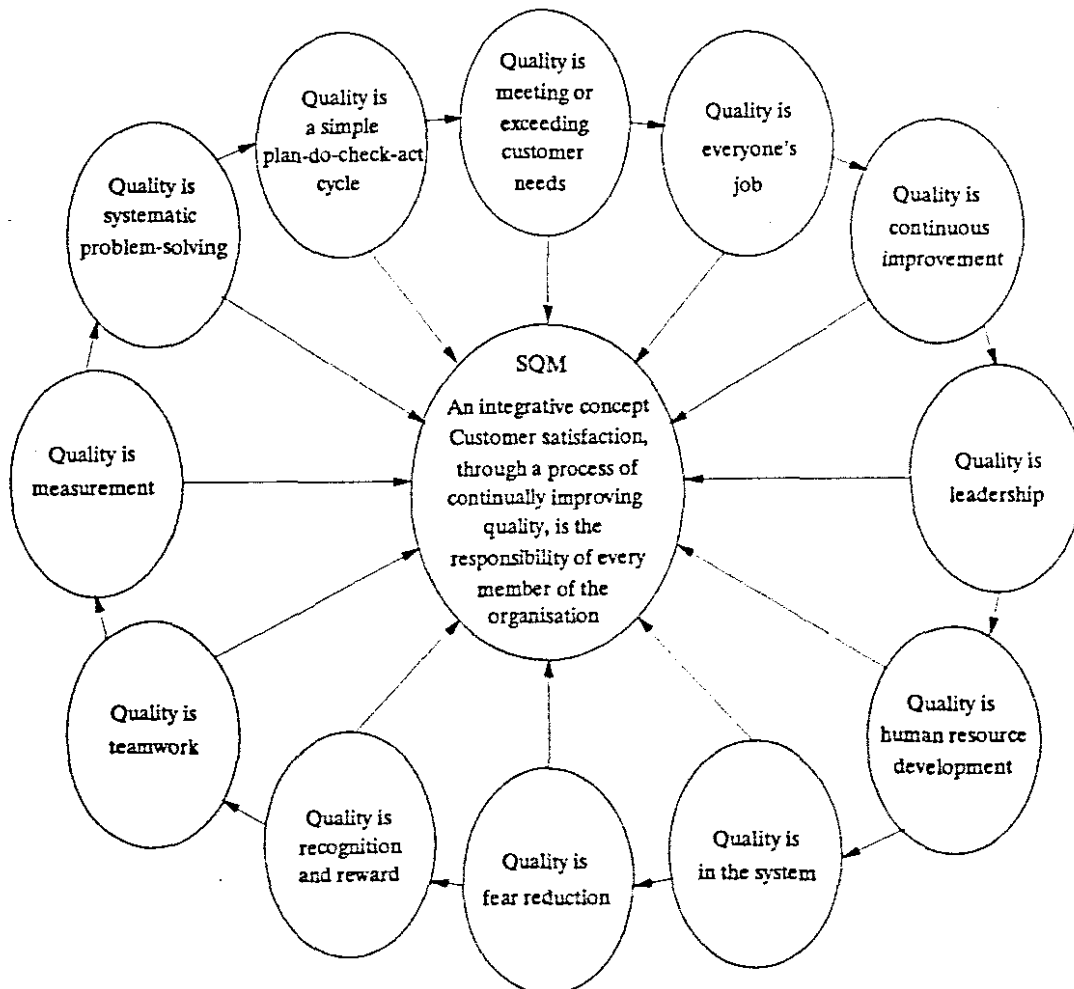 Quality is
meeting or
exceeding
customer
needs
Quality is
everyone's
job
Quality is
continuous
improvement
Quality is
leadership
Quality is
human resource
development
Quality is
in the system
Quality is
fear reduction
Quality is
recognition
and reward
Quality is
teamwork
Quality is
measurement
Quality is
systematic
problem-solving
Quality is
a simple
plan-do-check-act
cycle
SQM
An integrative concept
Customer satisfaction,
through a process of
continually improving
quality, is the
responsibility of every
member of the
organisation